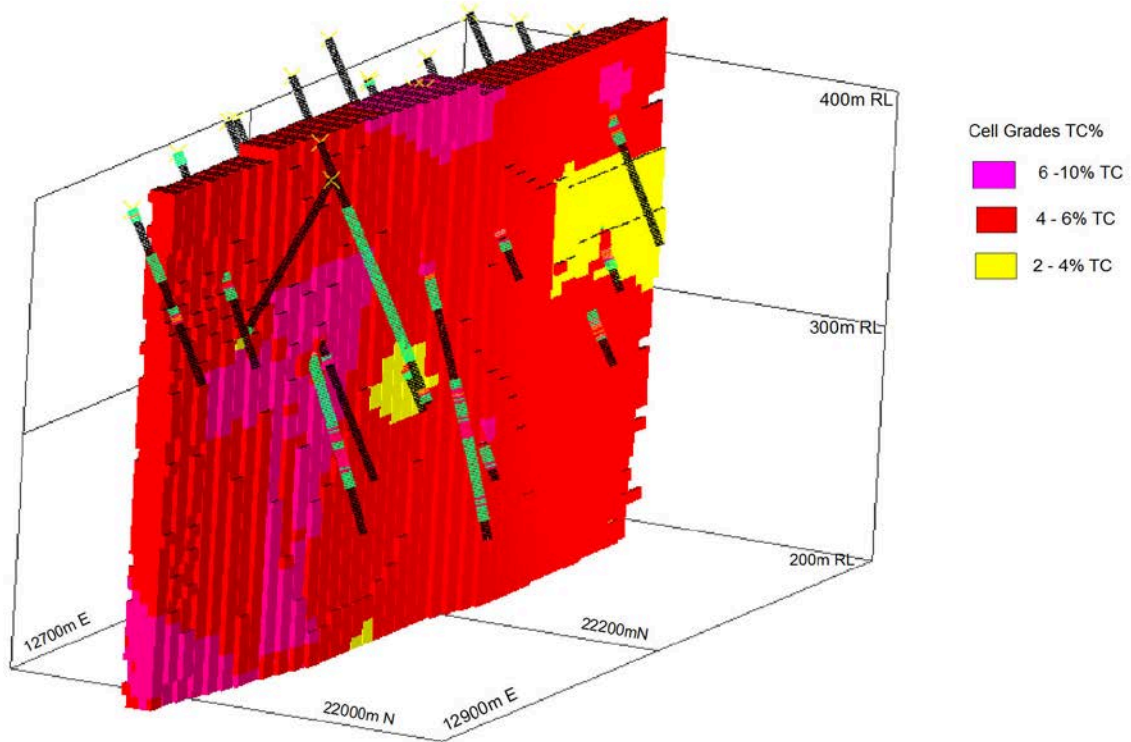 400m RL
Cell Grades TC%
6 -10% TC
4 - 6% TC
2 - 4% TC
300m RL
200m RL
12700m E
22200mN
22000m N
12900m E